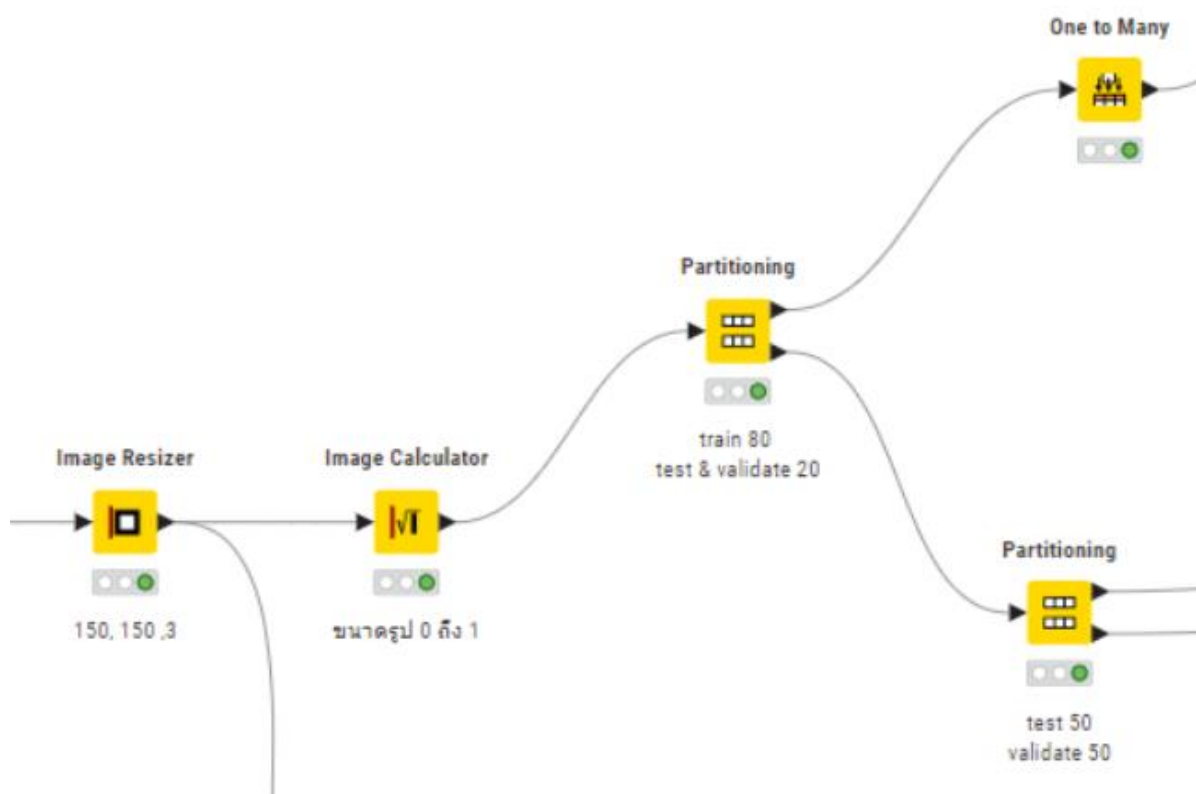 One to Many
Partitioning
train 80
test & validate 20
Image Resizer
150, 150 ,3
Image Calculator
ขนาดรูป 0 ถึง 1
Partitioning
test 50
validate 50